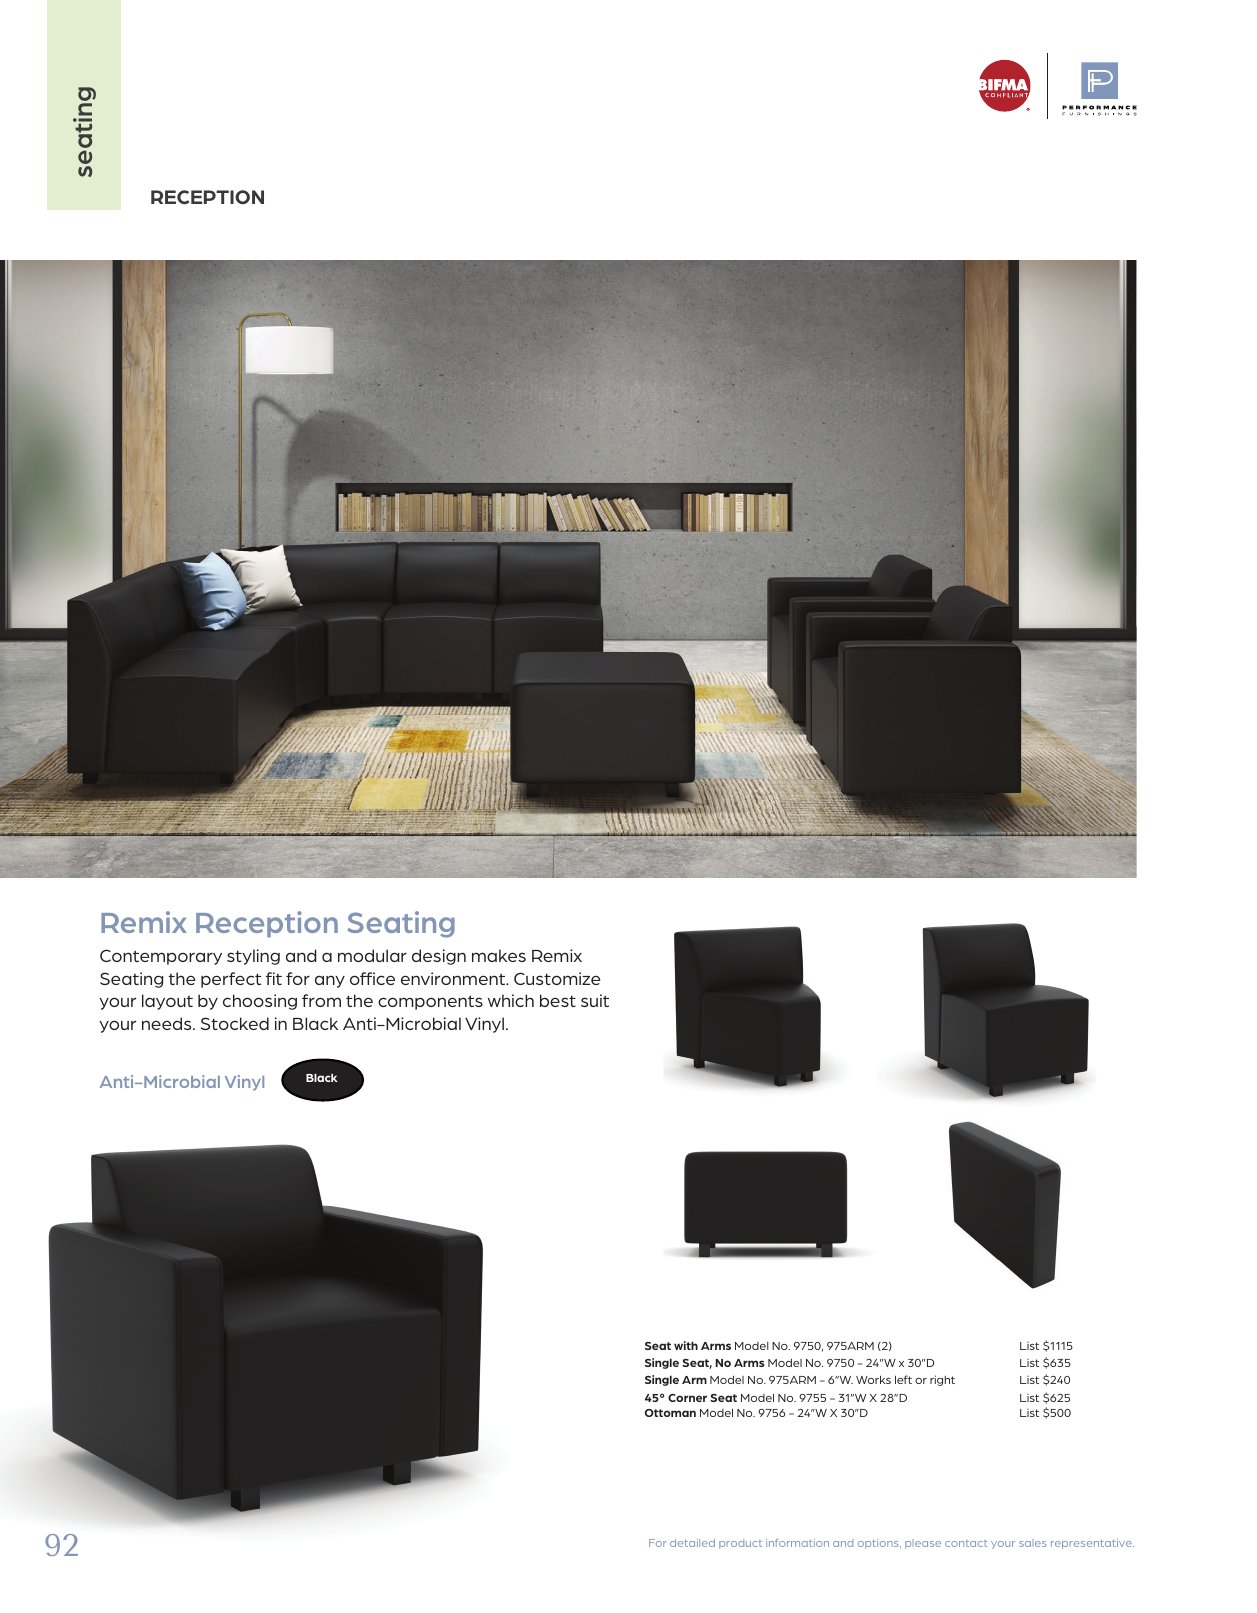 seating
BIFMA
COMPLIANT
PERFORMANCE
FURNISHINGS
RECEPTION
Remix Reception Seating
Contemporary styling and a modular design makes Remix
Seating the perfect fit for any office environment. Customize
your layout by choosing from the components which best suit
your needs. Stocked in Black Anti-Microbial Vinyl.
Anti-Microbial Vinyl Black
Seat with Arms Model No. 9750, 975ARM (2) List $1115
Single Seat, No Arms Model No. 9750 - 24"W x 30"D List $635
Single Arm Model No. 975ARM - 6"W. Works left or right List $240
45° Corner Seat Model No. 9755 - 31"W X 28"D List $625
Ottoman Model No. 9756 - 24"W X 30"D List $500
92
For detailed product information and options, please contact your sales representative.